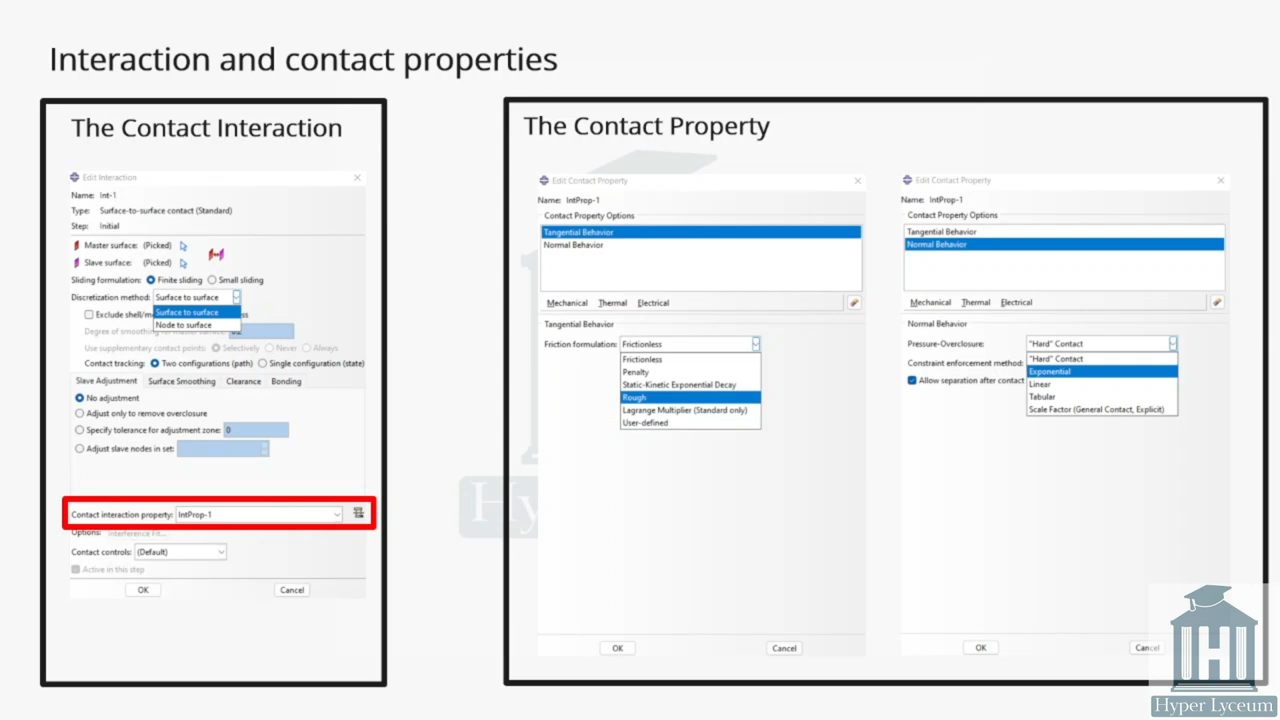 Interaction and contact properties
The Contact Interaction
Edit Interaction
Name: Int-1
Type: Surface-to-surface contact (Standard)
Step: Initial
Master surface: (Picked)
Slave surface: (Picked)
Sliding formulation: Finite sliding Small sliding
Discretization method: Surface to surface
Surface to surface
Node to surface
Exclude shell/m
Degree of smoothing for master surface:
Use supplementary contact points: Selectively Never Always
Contact tracking: Two configurations (path) Single configuration (state)
Slave Adjustment Surface Smoothing Clearance Bonding
No adjustment
Adjust only to remove overclosure
Specify tolerance for adjustment zone: 0
Adjust slave nodes in set:
Contact interaction property: IntProp-1
Options: Interference Fit...
Contact controls: (Default)
Active in this step
OK Cancel
The Contact Property
Edit Contact Property
Name: IntProp-1
Contact Property Options
Tangential Behavior
Normal Behavior
Mechanical Thermal Electrical
Tangential Behavior
Friction formulation: Frictionless
Frictionless
Penalty
Static-Kinetic Exponential Decay
Rough
Lagrange Multiplier (Standard only)
User-defined
OK Cancel
Edit Contact Property
Name: IntProp-1
Contact Property Options
Tangential Behavior
Normal Behavior
Mechanical Thermal Electrical
Normal Behavior
Pressure-Overclosure: "Hard" Contact
"Hard" Contact
Constraint enforcement method: Exponential
Allow separation after contact Linear
Tabular
Scale Factor (General Contact, Explicit)
OK Cancel
Hy
Hyper Lyceum